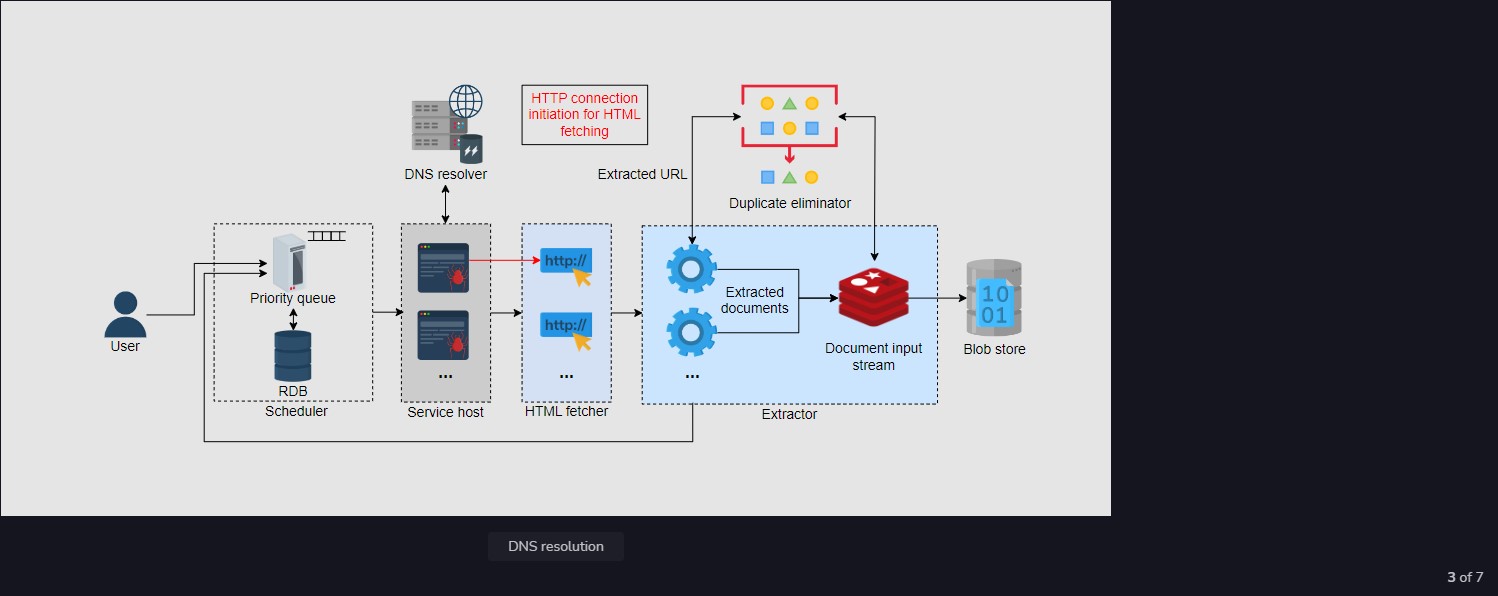 HTTP connection
initiation for HTML
fetching
DNS resolver
Extracted URL
Duplicate eliminator
http://
Priority queue
Extracted
documents
10
01
http://
User
Document input
stream
Blob store
...
...
...
RDB
Scheduler
Service host
HTML fetcher
Extractor
DNS resolution
3 of 7